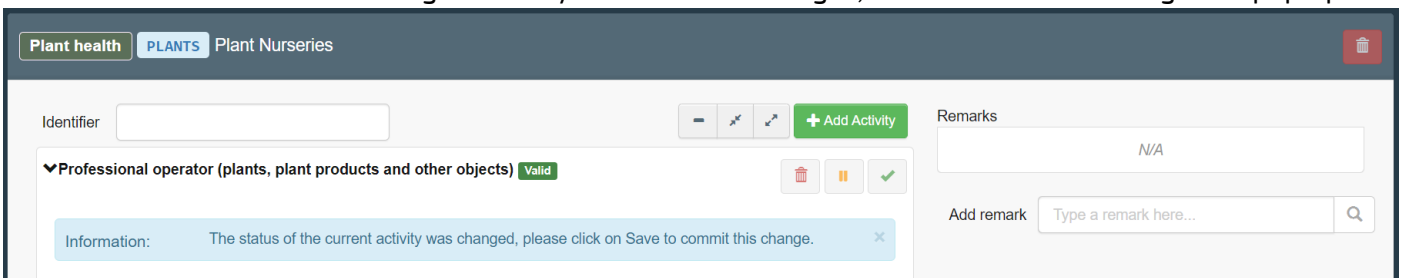 Plant health PLANTS Plant Nurseries
Identifier
Add Activity
Remarks
N/A
Professional operator (plants, plant products and other objects) Valid
Add remark Type a remark here...
Information: The status of the current activity was changed, please click on Save to commit this change.